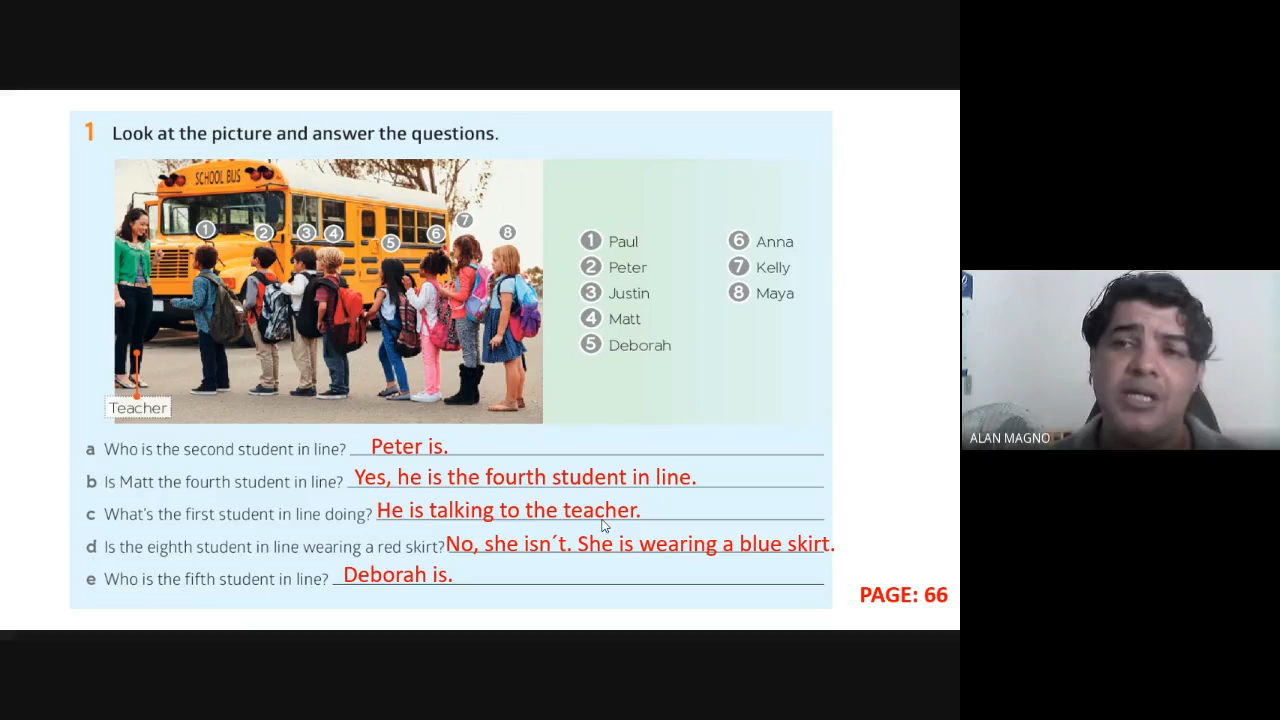 1 Look at the picture and answer the questions.
SCHOOL BUS
1 2 3 4 5 6 7 8
Teacher
1 Paul
2 Peter
3 Justin
4 Matt
5 Deborah
6 Anna
7 Kelly
8 Maya
a Who is the second student in line? Peter is.
b Is Matt the fourth student in line? Yes, he is the fourth student in line.
c What's the first student in line doing? He is talking to the teacher.
d Is the eighth student in line wearing a red skirt? No, she isn´t. She is wearing a blue skirt.
e Who is the fifth student in line? Deborah is.
PAGE: 66
ALAN MAGNO